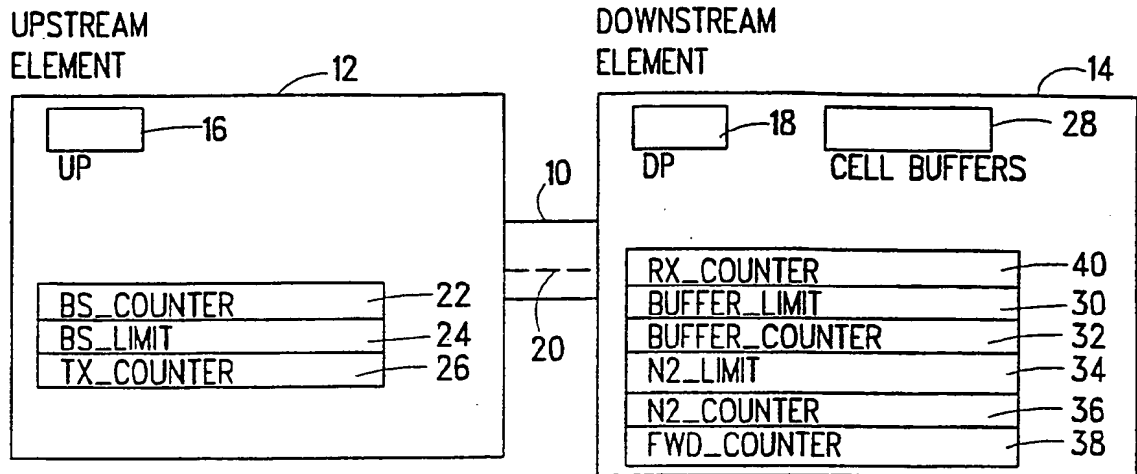 UPSTREAM
ELEMENT
12
16
UP
BS_COUNTER 22
BS_LIMIT 24
TX_COUNTER 26
10
20
DOWNSTREAM
ELEMENT
14
18
28
DP
CELL BUFFERS
RX_COUNTER 40
BUFFER_LIMIT 30
BUFFER_COUNTER 32
N2_LIMIT 34
N2_COUNTER 36
FWD_COUNTER 38